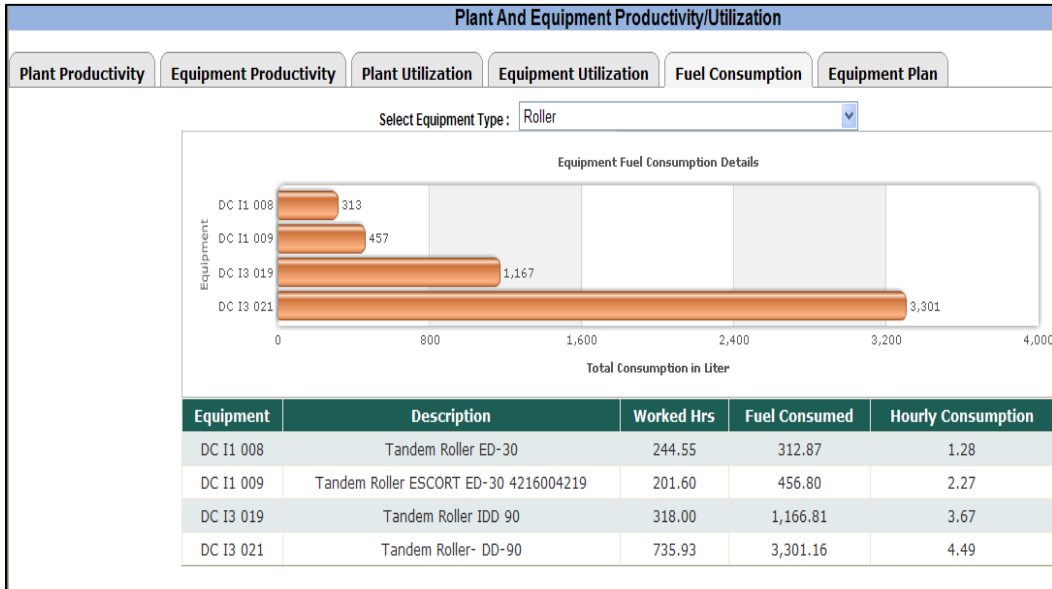 Plant And Equipment Productivity/Utilization
Plant Productivity Equipment Productivity Plant Utilization Equipment Utilization Fuel Consumption Equipment Plan
Select Equipment Type : Roller
Equipment Fuel Consumption Details
Equipment
DC I1 008 313
DC I1 009 457
DC I3 019 1,167
DC I3 021 3,301
0 800 1,600 2,400 3,200 4,000
Total Consumption in Liter
Equipment Description Worked Hrs Fuel Consumed Hourly Consumption
DC I1 008 Tandem Roller ED-30 244.55 312.87 1.28
DC I1 009 Tandem Roller ESCORT ED-30 4216004219 201.60 456.80 2.27
DC I3 019 Tandem Roller IDD 90 318.00 1,166.81 3.67
DC I3 021 Tandem Roller- DD-90 735.93 3,301.16 4.49